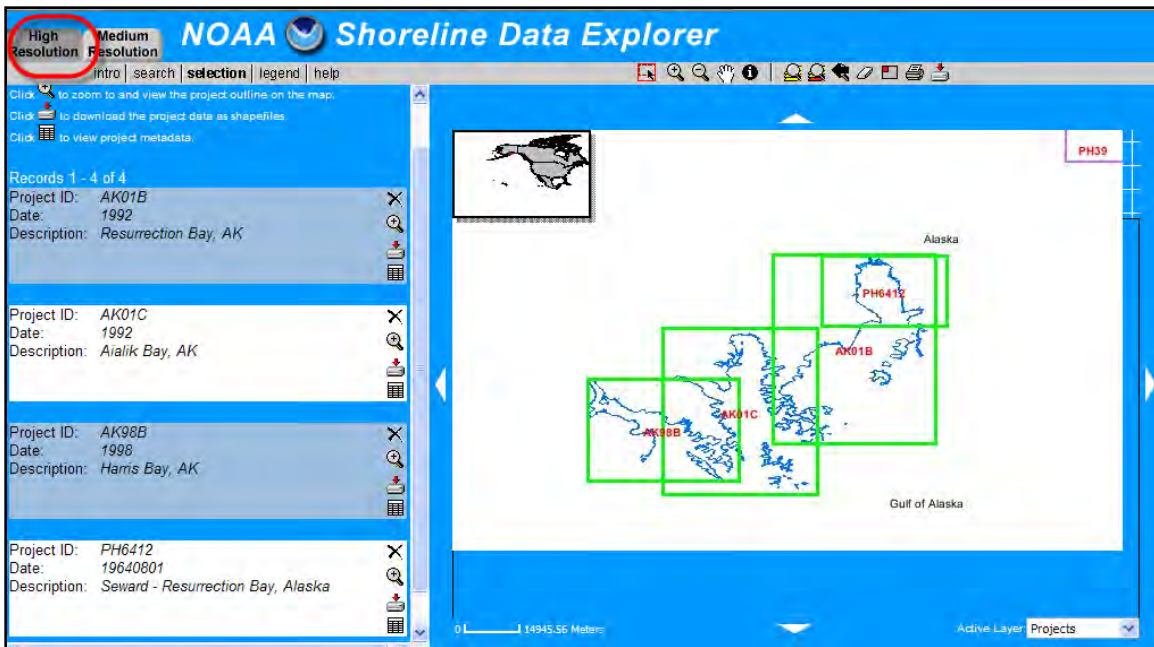 High Resolution
Medium Resolution
NOAA Shoreline Data Explorer
intro | search | selection | legend | help
Click to zoom to and view the project outline on the map.
Click to download the project data as shapefiles.
Click to view project metadata.
Records 1 - 4 of 4
Project ID: AK01B
Date: 1992
Description: Resurrection Bay, AK
Project ID: AK01C
Date: 1992
Description: Aialik Bay, AK
Project ID: AK98B
Date: 1998
Description: Harris Bay, AK
Project ID: PH6412
Date: 19640801
Description: Seward - Resurrection Bay, Alaska
PH39
Alaska
PH6412
AK01B
AK01C
AK98B
Gulf of Alaska
0 14945.56 Meters
Active Layer: Projects